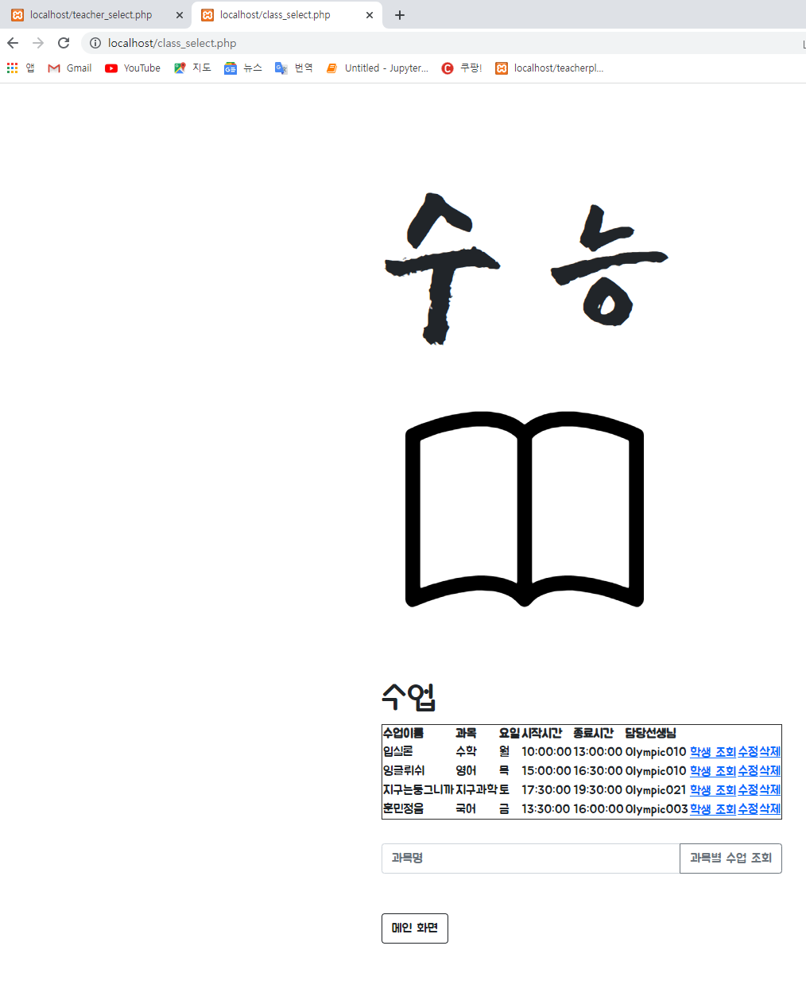 localhost/teacher_select.php
localhost/class_select.php
localhost/class_select.php
앱 Gmail YouTube 지도 뉴스 번역 Untitled - Jupyter... 쿠팡! localhost/teacherpl...
수 능
수업
수업이름 과목 요일 시작시간 종료시간 담당선생님
입실론 수학 월 10:00:00 13:00:00 Olympic010 학생 조회 수정 삭제
잉글뤼쉬 영어 목 15:00:00 16:30:00 Olympic010 학생 조회 수정 삭제
지구는둥그니까 지구과학 토 17:30:00 19:30:00 Olympic021 학생 조회 수정 삭제
훈민정음 국어 금 13:30:00 16:00:00 Olympic003 학생 조회 수정 삭제
과목명 과목별 수업 조회
메인 화면